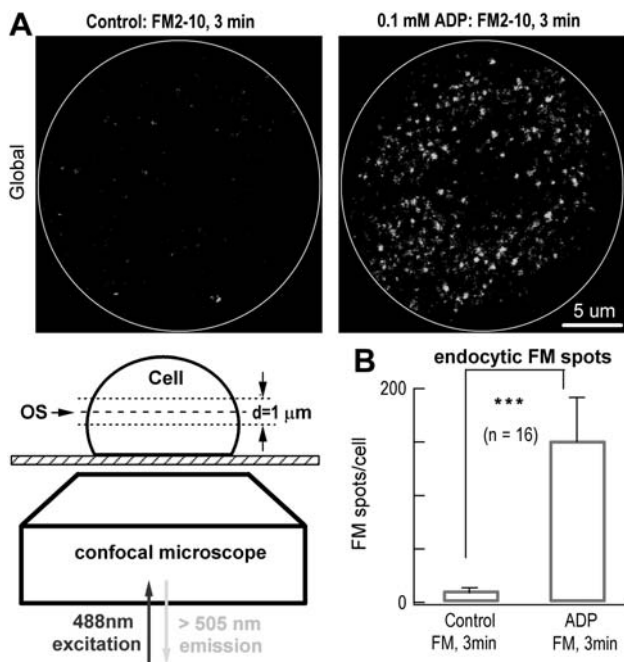 A
Control: FM2-10, 3 min
0.1 mM ADP: FM2-10, 3 min
Global
5 um
Cell
OS
d=1 μm
confocal microscope
488nm
excitation
> 505 nm
emission
B
endocytic FM spots
200
***
(n = 16)
FM spots/cell
0
Control
FM, 3min
ADP
FM, 3min